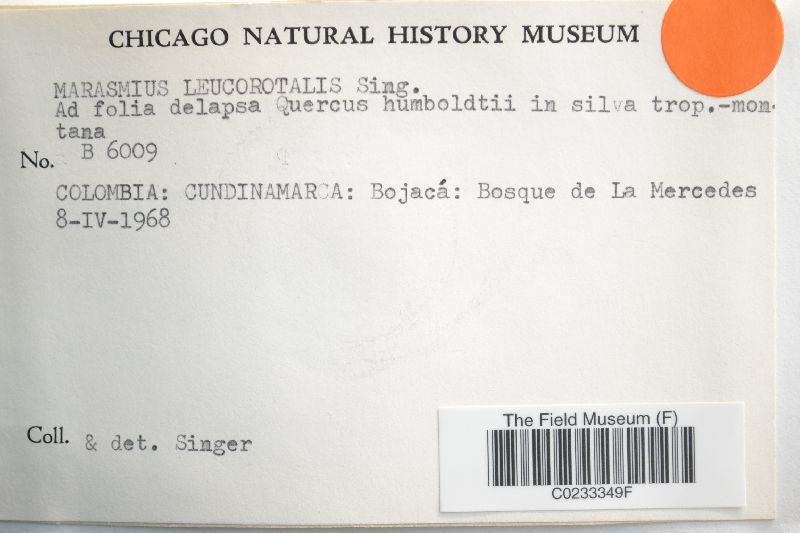 CHICAGO NATURAL HISTORY MUSEUM
MARASMIUS LEUCOROTALIS Sing.
Ad folia delapsa Quercus humboldtii in silva trop.-mon-
tana
No. B 6009
COLOMBIA: CUNDINAMARCA: Bojacá: Bosque de La Mercedes
8-IV-1968
Coll. & det. Singer
The Field Museum (F)
C0233349F